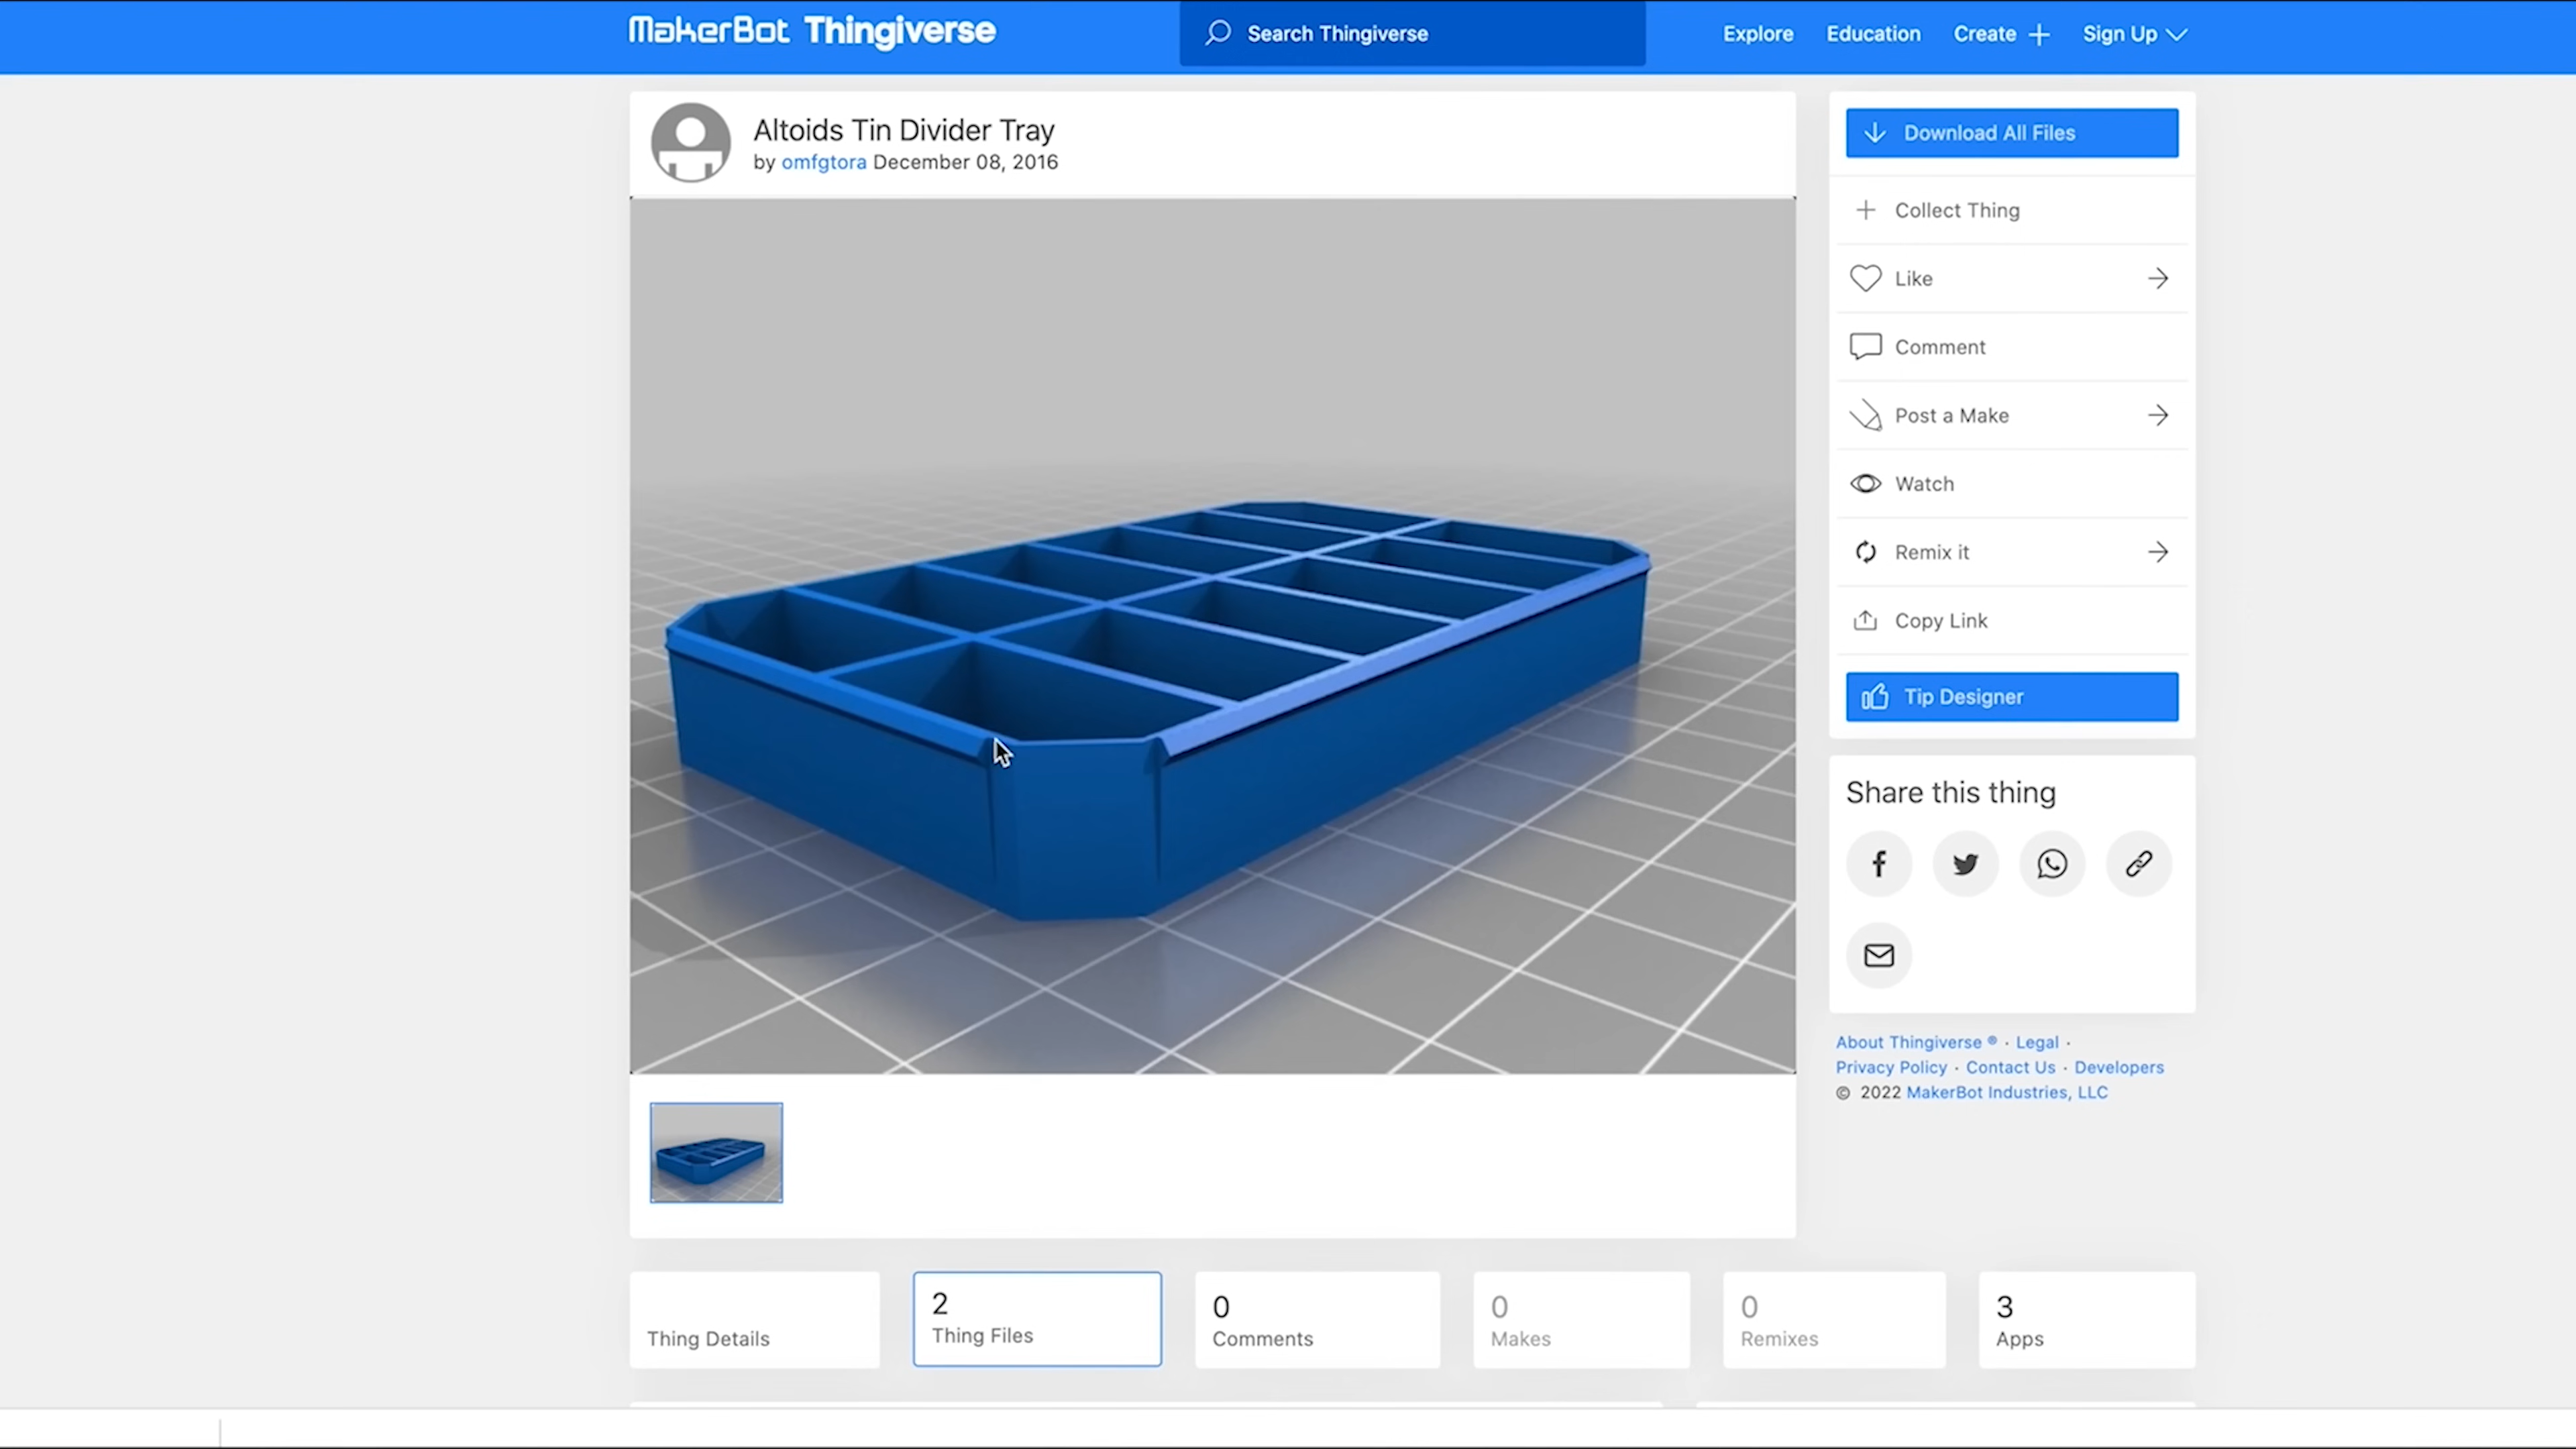 MakerBot Thingiverse
Search Thingiverse
Explore
Education
Create
Sign Up
Altoids Tin Divider Tray
by omfgtora December 08, 2016
Download All Files
Collect Thing
Like
Comment
Post a Make
Watch
Remix it
Copy Link
Tip Designer
Share this thing
About Thingiverse ® · Legal ·
Privacy Policy · Contact Us · Developers
© 2022 MakerBot Industries, LLC
Thing Details
2
Thing Files
0
Comments
0
Makes
0
Remixes
3
Apps